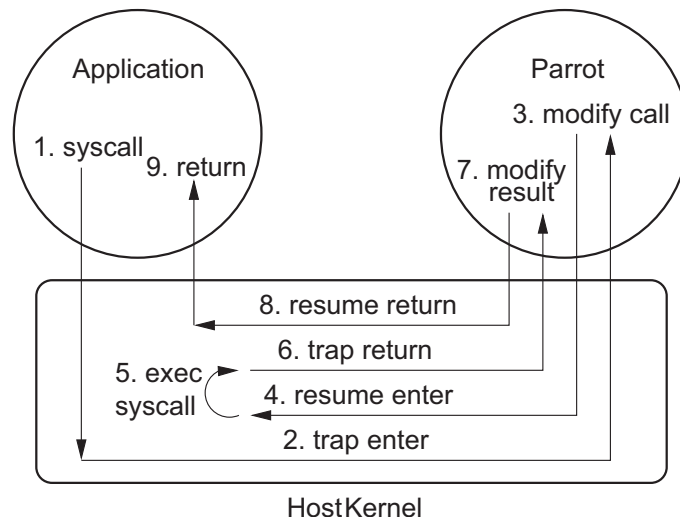 Application
Parrot
1. syscall
9. return
3. modify call
7. modify
result
8. resume return
6. trap return
5. exec
syscall
4. resume enter
2. trap enter
HostKernel